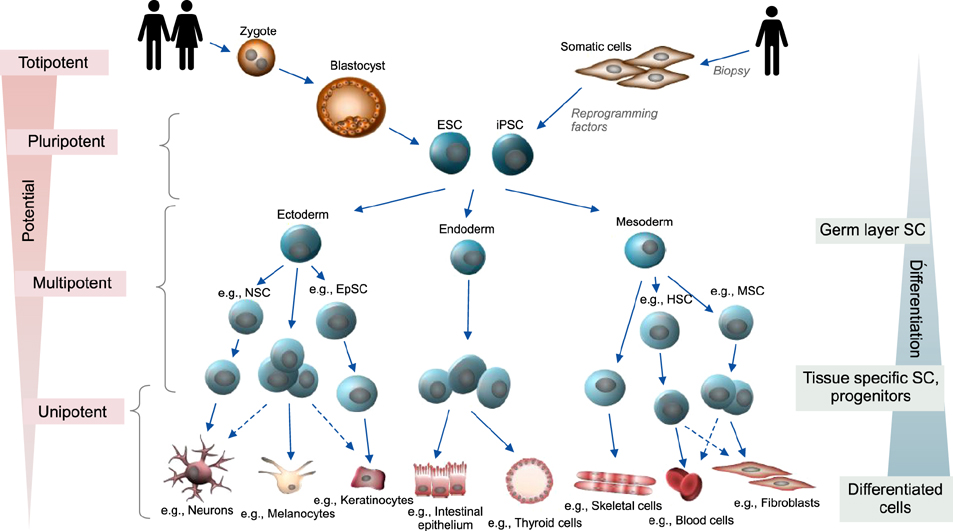 Zygote
Somatic cells
Totipotent
Blastocyst
Biopsy
Reprogramming
factors
ESC
iPSC
Pluripotent
Potential
Ectoderm
Endoderm
Mesoderm
Germ layer SC
Multipotent
e.g., NSC
e.g., EpSC
e.g., HSC
e.g., MSC
Differentiation
Tissue specific SC,
progenitors
Unipotent
e.g., Neurons
e.g., Melanocytes
e.g., Keratinocytes
e.g., Intestinal
epithelium
e.g., Thyroid cells
e.g., Skeletal cells
e.g., Blood cells
e.g., Fibroblasts
Differentiated
cells